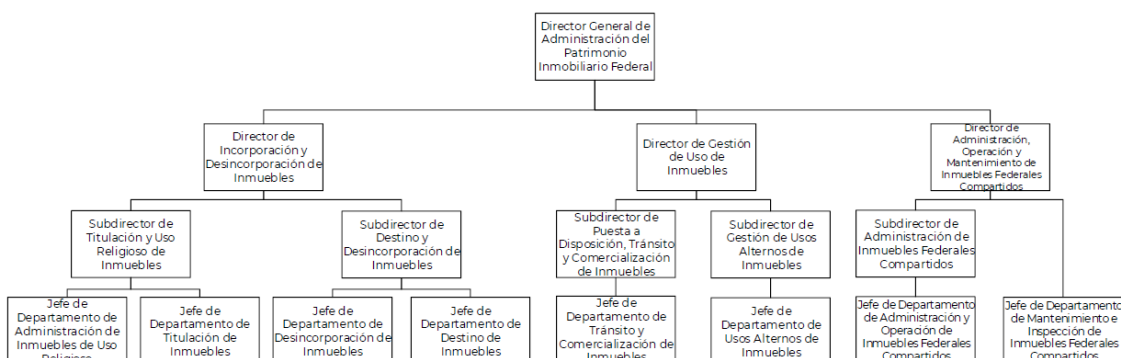 Director General de
Administración del
Patrimonio
Inmobiliario Federal
Director de
Incorporación y
Desincorporación de
Inmuebles
Director de Gestión
de Uso de
Inmuebles
Director de
Administración,
Operación y
Mantenimiento de
Inmuebles Federales
Compartidos
Subdirector de
Titulación y Uso
Religioso de
Inmuebles
Subdirector de
Destino y
Desincorporación de
Inmuebles
Subdirector de
Puesta a
Disposición, Tránsito
y Comercialización
de Inmuebles
Subdirector de
Gestión de Usos
Alternos de
Inmuebles
Subdirector de
Administración de
Inmuebles Federales
Compartidos
Jefe de
Departamento de
Administración de
Inmuebles de Uso
Religioso
Jefe de
Departamento de
Titulación de
Inmuebles
Jefe de
Departamento de
Desincorporación de
Inmuebles
Jefe de
Departamento de
Destino de
Inmuebles
Jefe de
Departamento de
Tránsito y
Comercialización de
Inmuebles
Jefe de
Departamento de
Usos Alternos de
Inmuebles
Jefe de Departamento
de Administración y
Operación de
Inmuebles Federales
Compartidos
Jefe de Departamento
de Mantenimiento e
Inspección de
Inmuebles Federales
Compartidos